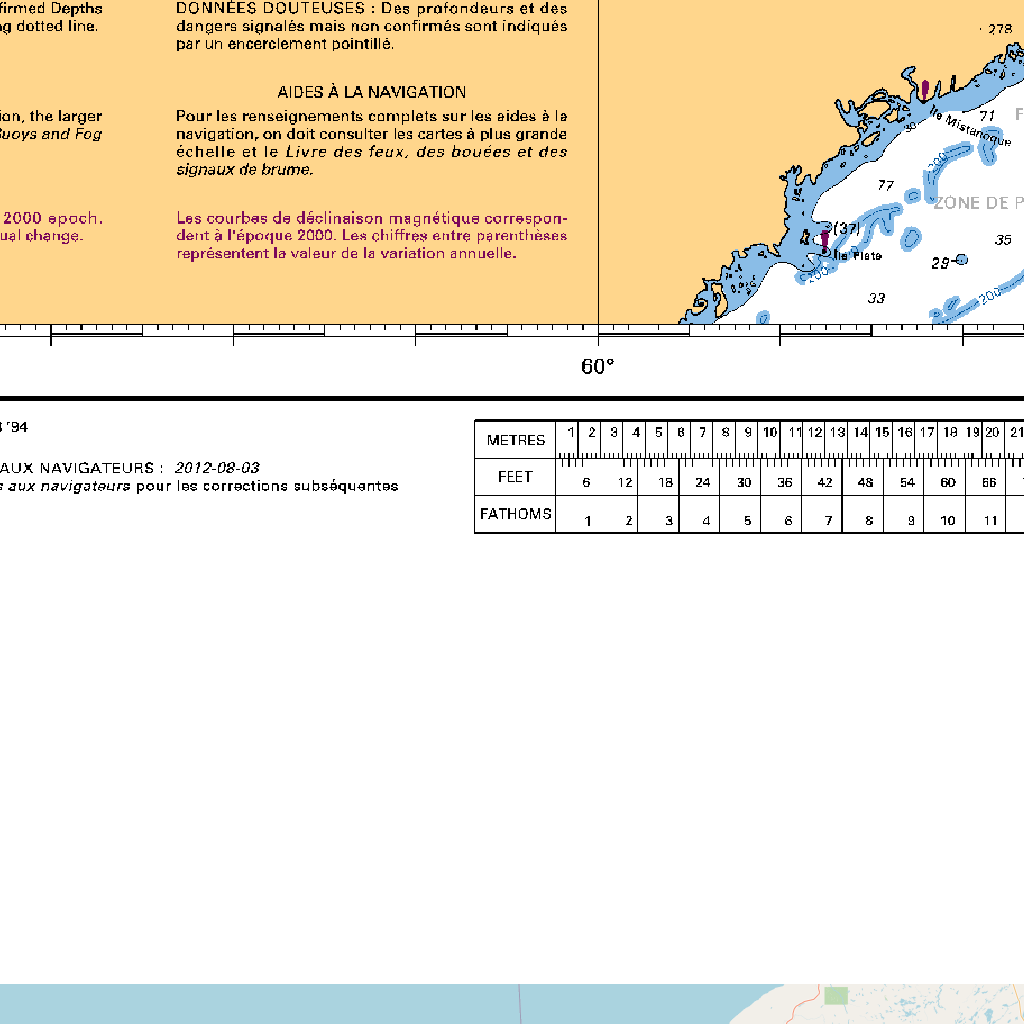 firmed Depths
g dotted line.
DONNÉES DOUTEUSES : Des profondeurs et des
dangers signalés mais non confirmés sont indiqués
par un encerclement pointillé.
AIDES À LA NAVIGATION
ion, the larger
Buoys and Fog
Pour les renseignements complets sur les aides à la
navigation, on doit consulter les cartes à plus grande
échelle et le Livre des feux, des bouées et des
signaux de brume.
2000 epoch.
ual change.
Les courbes de déclinaison magnétique correspon-
dent à l'époque 2000. Les chiffres entre parenthèses
représentent la valeur de la variation annuelle.
278
71
F
Île Mistanoque
30
200
77
ZONE DE P
(37)
35
Île Plate
29
200
33
200
60°
'94
AUX NAVIGATEURS : 2012-08-03
s aux navigateurs pour les corrections subséquentes
METRES 1 2 3 4 5 6 7 8 9 10 11 12 13 14 15 16 17 18 19 20 21
FEET 6 12 18 24 30 36 42 48 54 60 66
FATHOMS 1 2 3 4 5 6 7 8 9 10 11